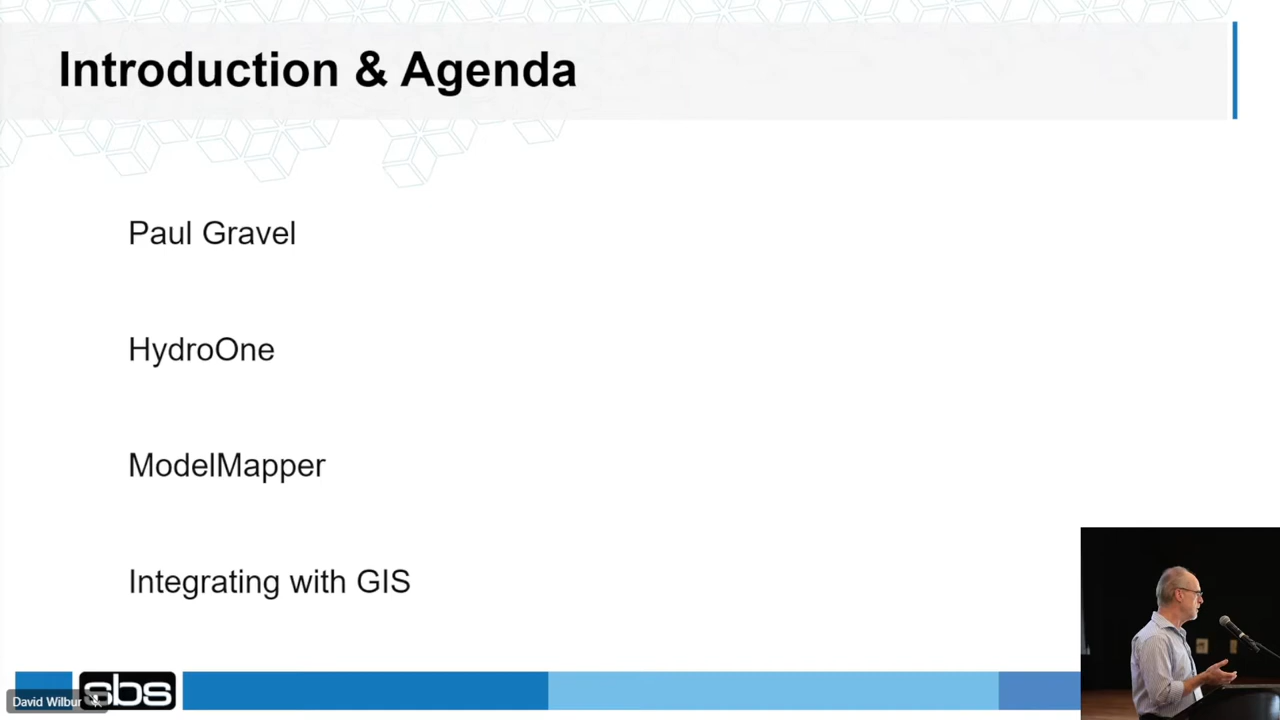 Introduction & Agenda
Paul Gravel
HydroOne
ModelMapper
Integrating with GIS
sbs
David Wilbur